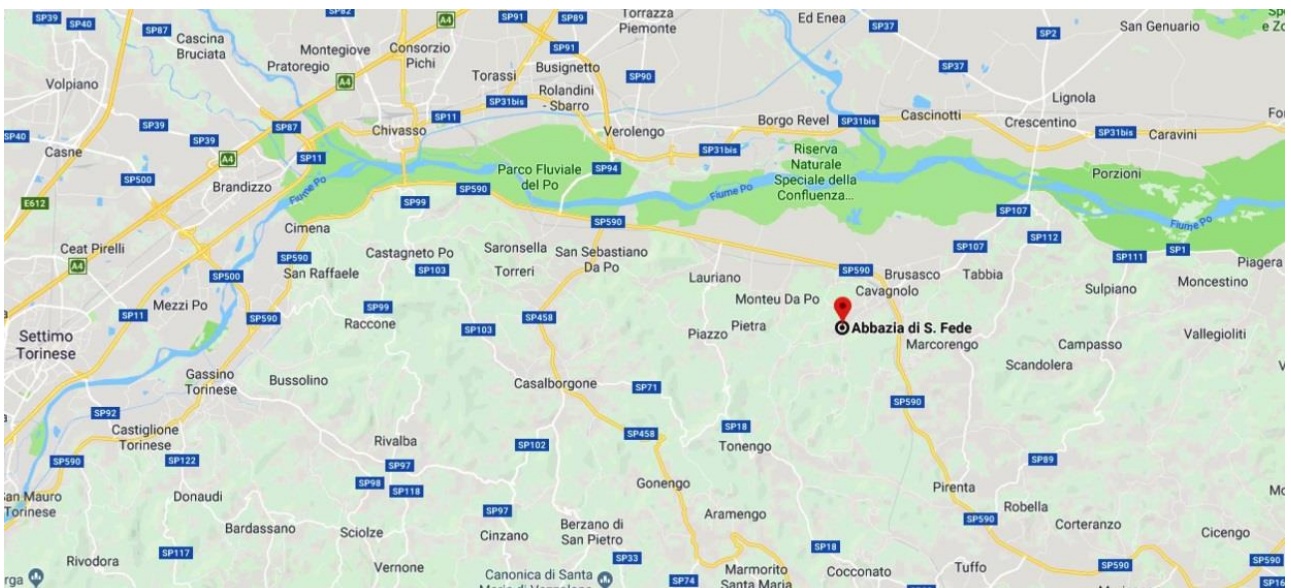 SP39
SP40
SP87
Cascina
Bruciata
SP82
A4
SP91
SP89
Torrazza
Piemonte
Ed Enea
SP37
SP2
San Genuario
Montegiove
Consorzio
Pichi
Pratoregio
A4
SP91
Busignetto
Volpiano
Torassi
SP90
SP37
Rolandini
- Sbarro
SP31bis
Lignola
SP40
SP39
SP39
SP87
SP11
Chivasso
Verolengo
Borgo Revel
SP31bis
Cascinotti
Crescentino
SP31bis
Caravini
Casne
A4
SP11
SP31bis
Riserva
Naturale
Speciale della
Confluenza...
Parco Fluviale
del Po
SP94
Porzioni
SP500
Brandizzo
SP590
Fiume Po
Fiume Po
E612
SP99
SP107
Fiume Po
Cimena
SP590
Ceat Pirelli
A4
SP590
Castagneto Po
Saronsella
San Sebastiano
Da Po
SP107
SP112
SP111
SP1
Piagera
SP500
San Raffaele
SP103
Torreri
Lauriano
SP590
Brusasco
Tabbia
Cavagnolo
Sulpiano
Moncestino
Mezzi Po
SP99
Monteu Da Po
SP11
SP590
Raccone
SP103
SP458
Piazzo
Pietra
Abbazia di S. Fede
Marcorengo
Campasso
Vallegioliti
Settimo
Torinese
Scandolera
Gassino
Torinese
Bussolino
Casalborgone
SP71
SP590
SP92
Castiglione
Torinese
Rivalba
SP102
SP458
SP18
Tonengo
SP590
SP122
SP97
SP98
SP118
Gonengo
SP89
Pirenta
San Mauro
Torinese
Donaudi
SP97
Aramengo
Robella
SP590
Corteranzo
Cicengo
Bardassano
Sciolze
Cinzano
Berzano di
San Pietro
SP117
SP18
Rivodora
Vernone
SP33
Canonica di Santa
SP74
Marmorito
Santa Maria
Cocconato
Tuffo
SP590
SP590